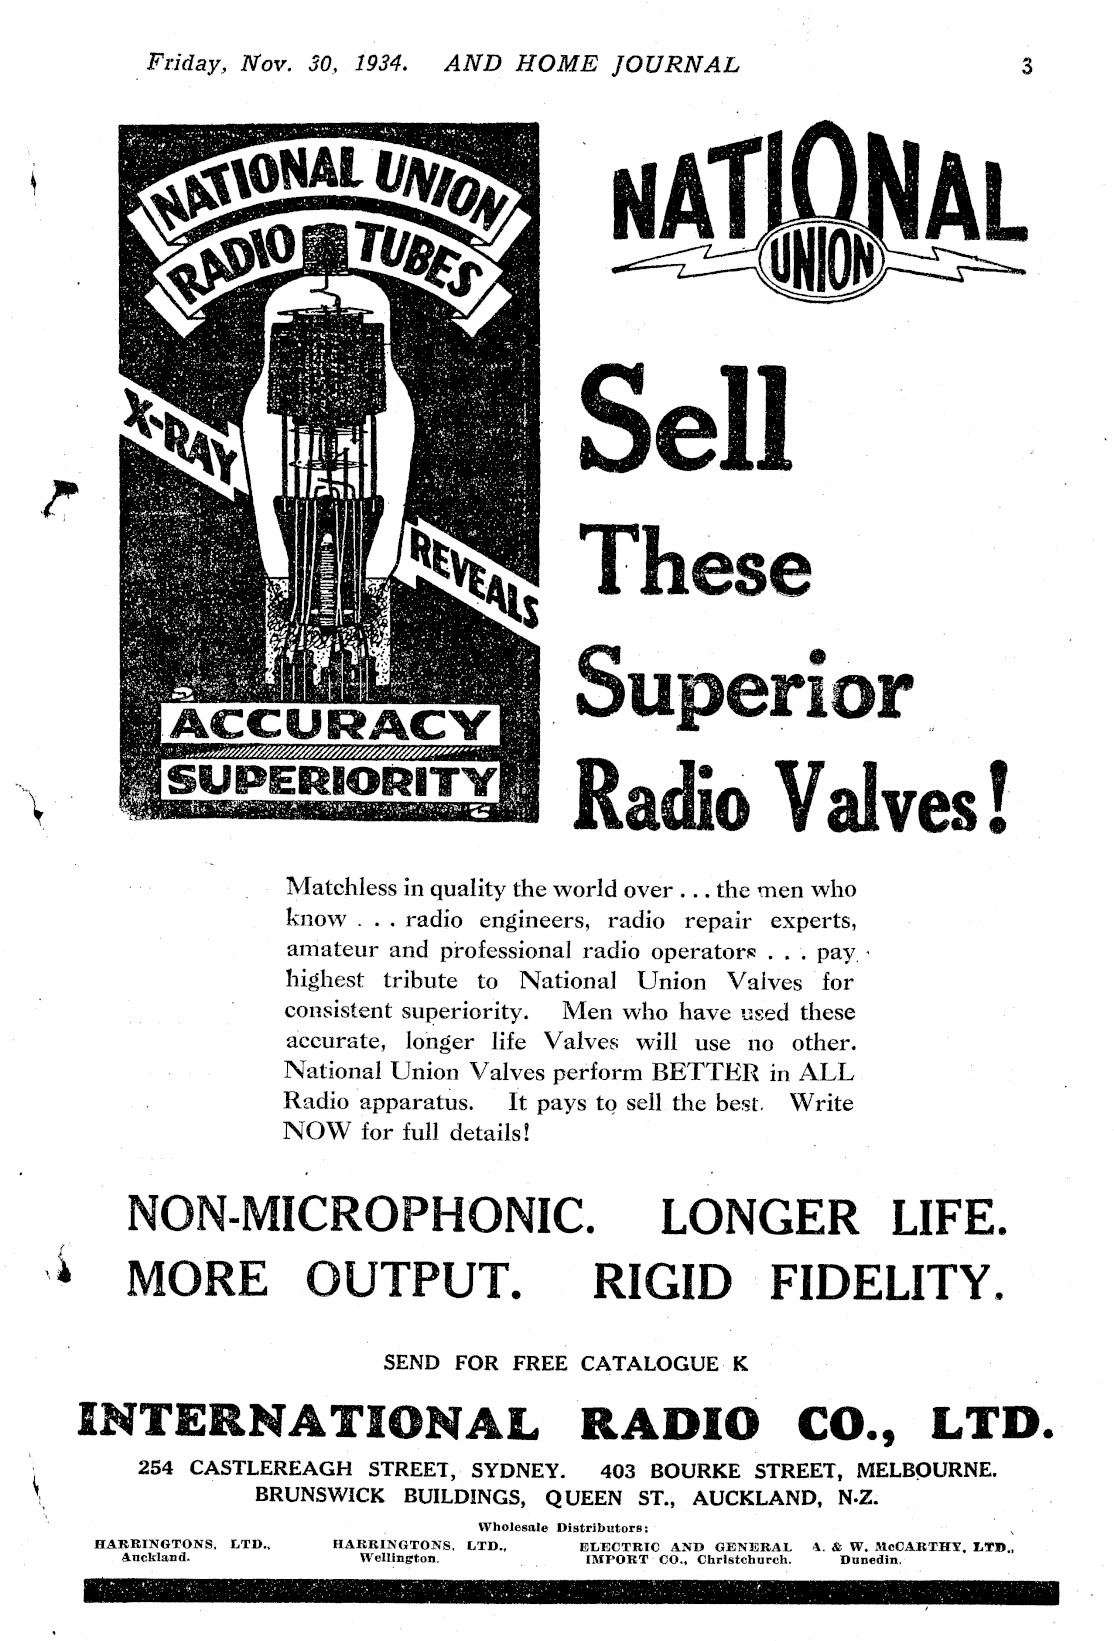 Friday, Nov. 30, 1934. AND HOME JOURNAL 3
NATIONAL UNION
RADIO TUBES
X-RAY
REVEALS
ACCURACY
SUPERIORITY
NATIONAL
UNION
Sell
These
Superior
Radio Valves!
Matchless in quality the world over . . . the men who
know . . . radio engineers, radio repair experts,
amateur and professional radio operators . . . pay
highest tribute to National Union Valves for
consistent superiority. Men who have used these
accurate, longer life Valves will use no other.
National Union Valves perform BETTER in ALL
Radio apparatus. It pays to sell the best. Write
NOW for full details!
NON-MICROPHONIC. LONGER LIFE.
MORE OUTPUT. RIGID FIDELITY.
SEND FOR FREE CATALOGUE K
INTERNATIONAL RADIO CO., LTD.
254 CASTLEREAGH STREET, SYDNEY. 403 BOURKE STREET, MELBOURNE.
BRUNSWICK BUILDINGS, QUEEN ST., AUCKLAND, N.Z.
Wholesale Distributors:
HARRINGTONS, LTD.,
Auckland.
HARRINGTONS, LTD.,
Wellington.
ELECTRIC AND GENERAL
IMPORT CO., Christchurch.
A. & W. McCARTHY, LTD.,
Dunedin.